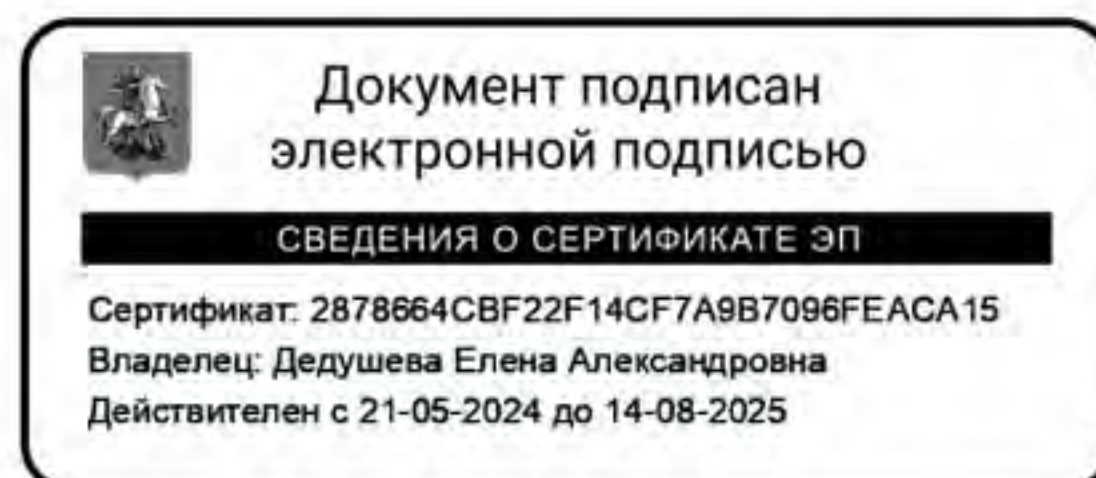 Документ подписан
электронной подписью
СВЕДЕНИЯ О СЕРТИФИКАТЕ ЭП
Сертификат: 2878664CBF22F14CF7A9B7096FEACA15
Владелец: Дедушева Елена Александровна
Действителен с 21-05-2024 до 14-08-2025